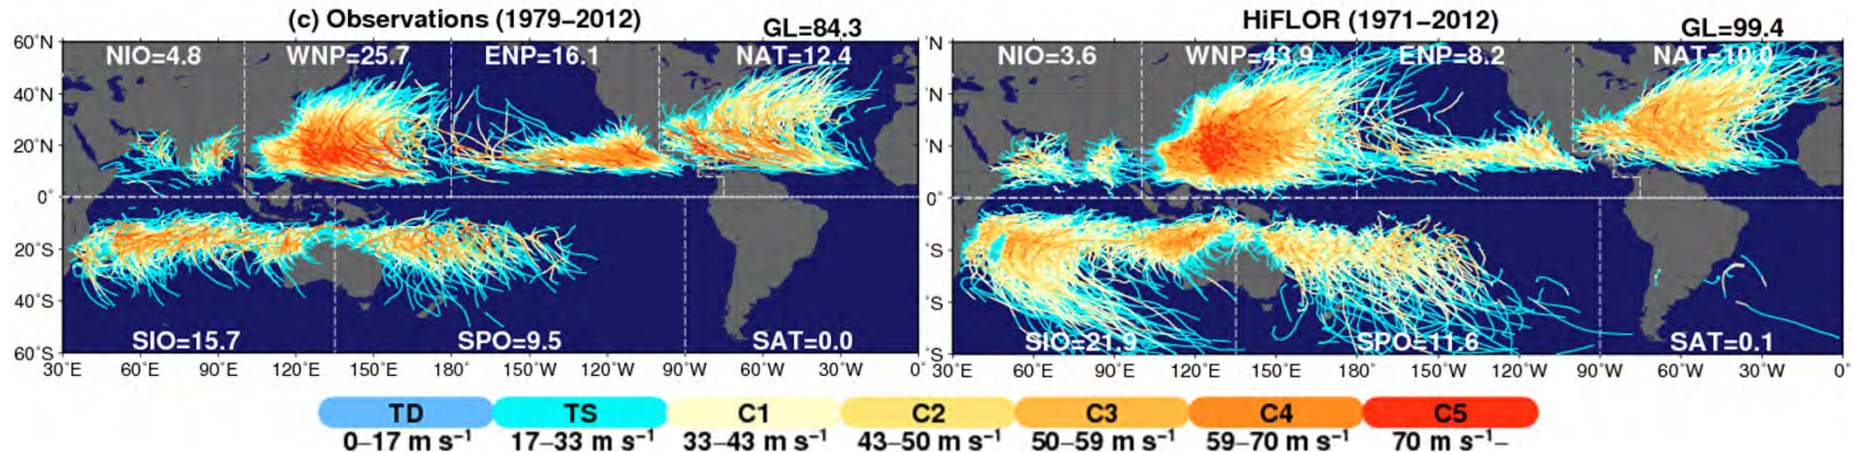 (c) Observations (1979–2012)
GL=84.3
HiFLOR (1971–2012)
GL=99.4
60°N
NIO=4.8
WNP=25.7
ENP=16.1
NAT=12.4
40°N
20°N
0°
20°S
40°S
60°S
SIO=15.7
SPO=9.5
SAT=0.0
30°E 60°E 90°E 120°E 150°E 180° 150°W 120°W 90°W 60°W 30°W 0°
°N
NIO=3.6
WNP=43.9
ENP=8.2
NAT=10.0
°N
°N
0°
°S
°S
°S
SIO=21.9
SPO=11.6
SAT=0.1
60°E 90°E 120°E 150°E 180° 150°W 120°W 90°W 60°W 30°W 0°
TD TS C1 C2 C3 C4 C5
0–17 m s⁻¹ 17–33 m s⁻¹ 33–43 m s⁻¹ 43–50 m s⁻¹ 50–59 m s⁻¹ 59–70 m s⁻¹ 70 m s⁻¹–